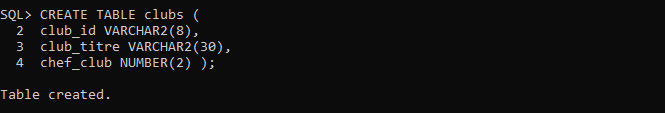 SQL> CREATE TABLE clubs (
  2  club_id VARCHAR2(8),
  3  club_titre VARCHAR2(30),
  4  chef_club NUMBER(2) );
Table created.